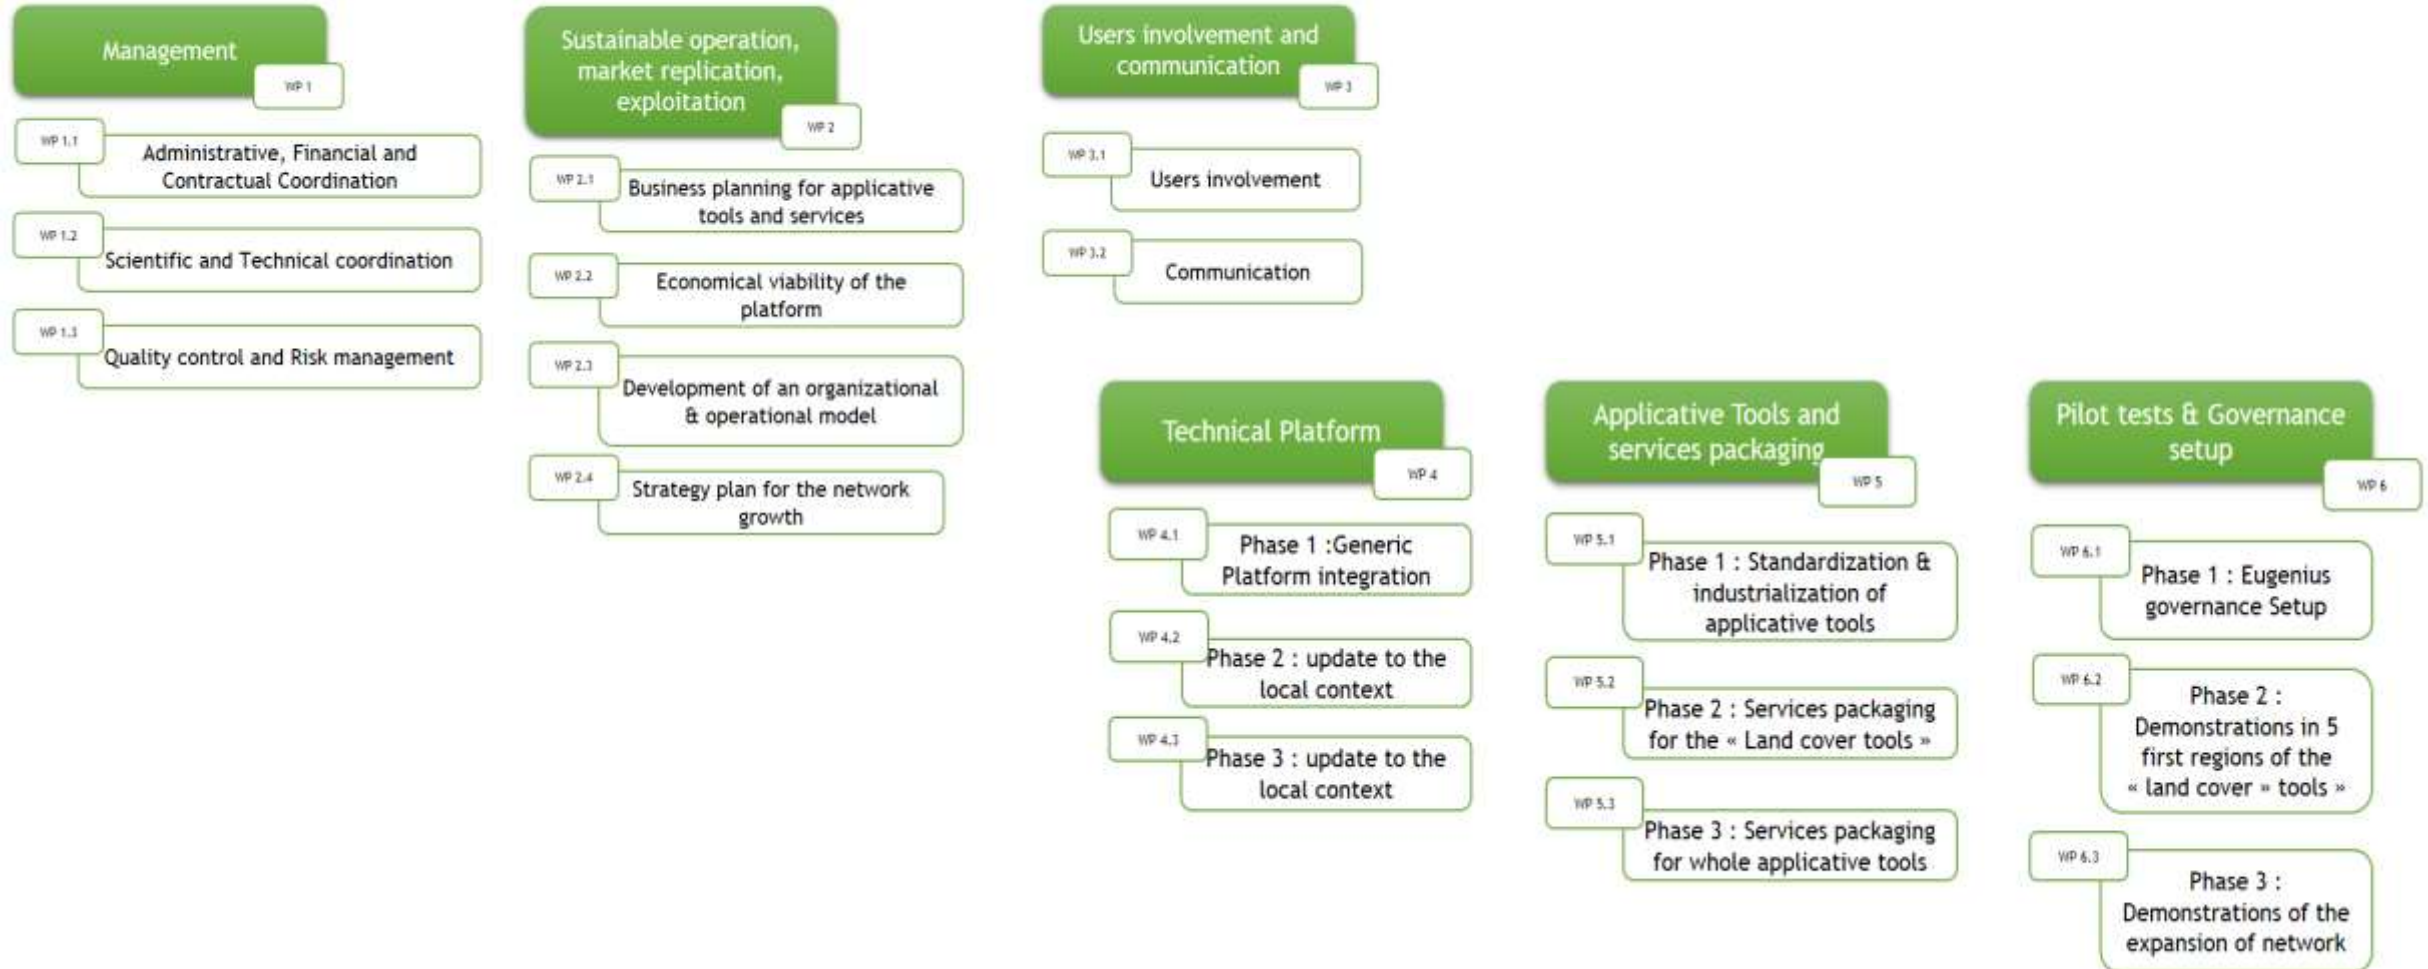 Management
WP 1
WP 1.1
Administrative, Financial and
Contractual Coordination
WP 1.2
Scientific and Technical coordination
WP 1.3
Quality control and Risk management
Sustainable operation,
market replication,
exploitation
WP 2
WP 2.1
Business planning for applicative
tools and services
WP 2.2
Economical viability of the
platform
WP 2.3
Development of an organizational
& operational model
WP 2.4
Strategy plan for the network
growth
Users involvement and
communication
WP 3
WP 3.1
Users involvement
WP 3.2
Communication
Technical Platform
WP 4
WP 4.1
Phase 1 :Generic
Platform integration
WP 4.2
Phase 2 : update to the
local context
WP 4.3
Phase 3 : update to the
local context
Applicative Tools and
services packaging
WP 5
WP 5.1
Phase 1 : Standardization &
industrialization of
applicative tools
WP 5.2
Phase 2 : Services packaging
for the « Land cover tools »
WP 5.3
Phase 3 : Services packaging
for whole applicative tools
Pilot tests & Governance
setup
WP 6
WP 6.1
Phase 1 : Eugenius
governance Setup
WP 6.2
Phase 2 :
Demonstrations in 5
first regions of the
« land cover » tools »
WP 6.3
Phase 3 :
Demonstrations of the
expansion of network